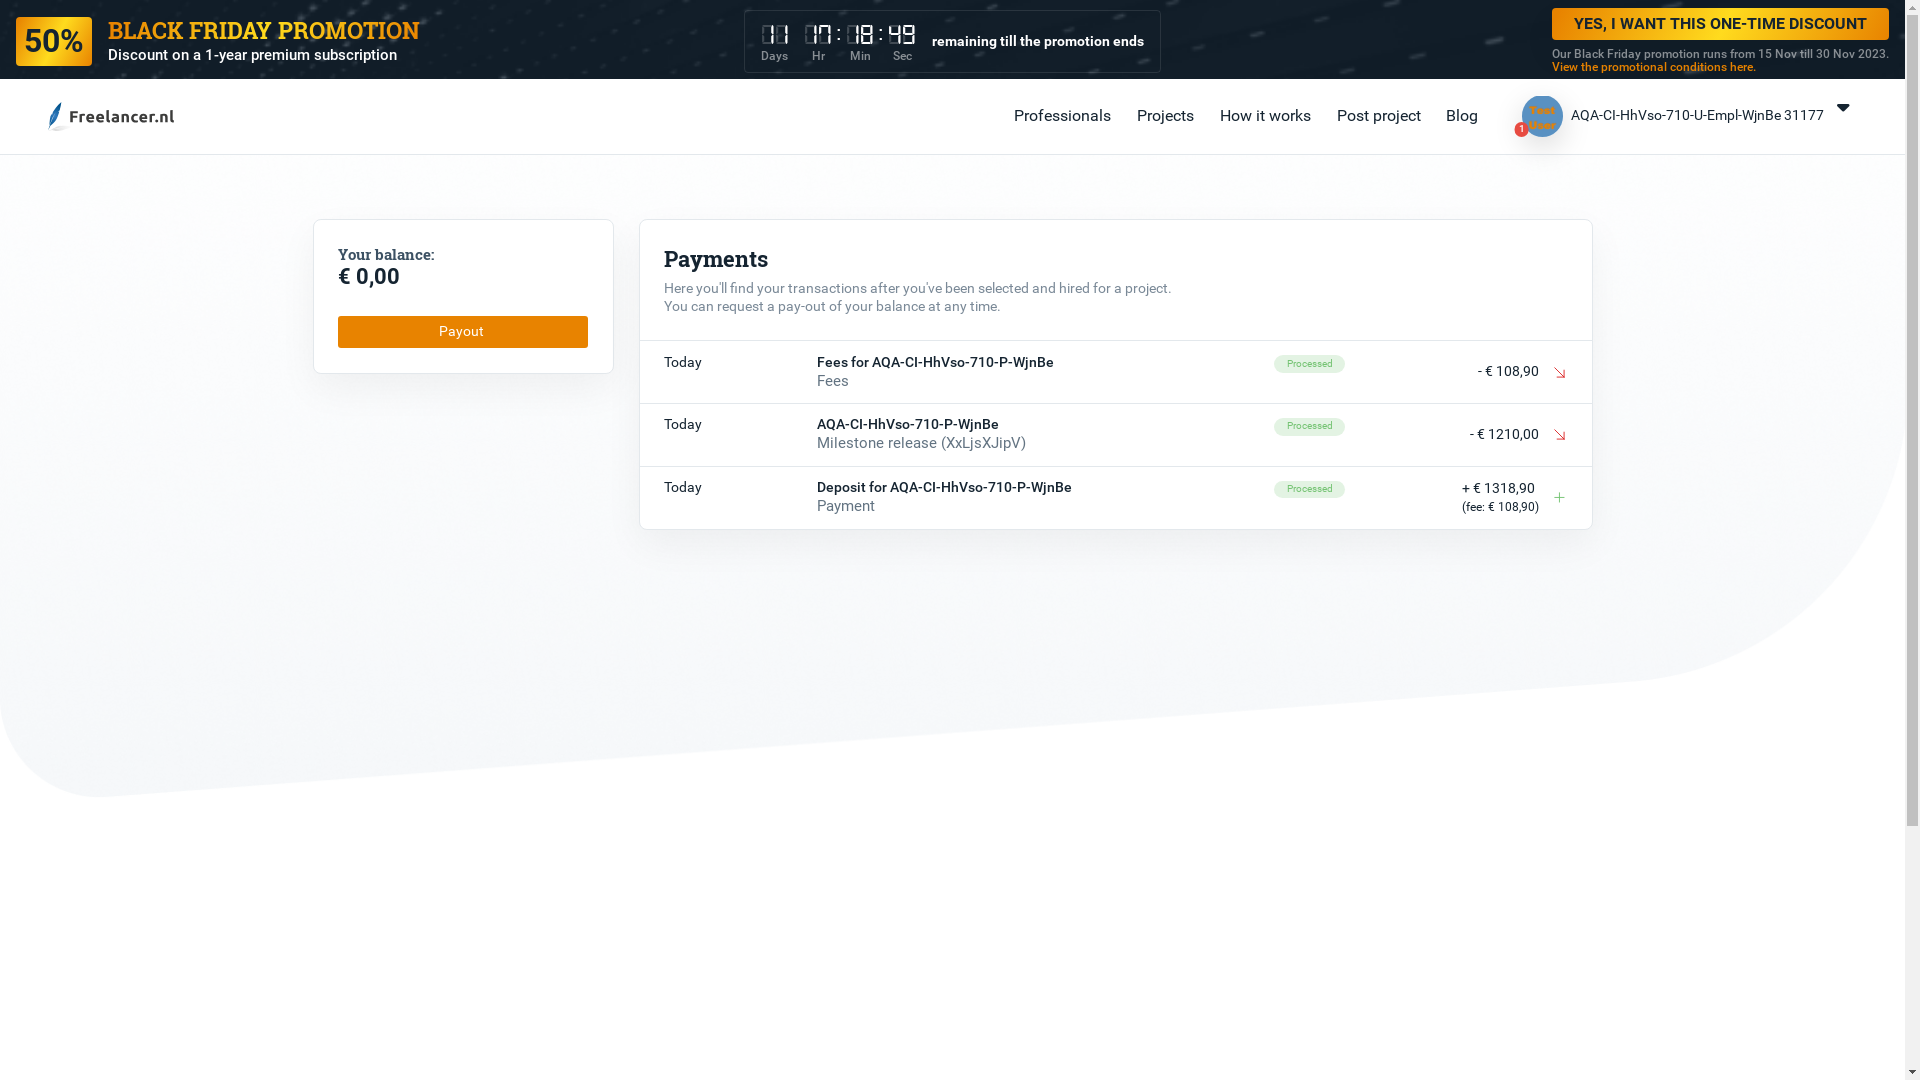 50%
BLACK FRIDAY PROMOTION
Discount on a 1-year premium subscription
11 17 : 18 : 49
Days Hr Min Sec
remaining till the promotion ends
YES, I WANT THIS ONE-TIME DISCOUNT
Our Black Friday promotion runs from 15 Nov till 30 Nov 2023.
View the promotional conditions here.
Freelancer.nl
Professionals Projects How it works Post project Blog
Test
User
1
AQA-CI-HhVso-710-U-Empl-WjnBe 31177
Your balance:
€ 0,00
Payout
Payments
Here you'll find your transactions after you've been selected and hired for a project.
You can request a pay-out of your balance at any time.
Today Fees for AQA-CI-HhVso-710-P-WjnBe Processed - € 108,90
Fees
Today AQA-CI-HhVso-710-P-WjnBe Processed - € 1210,00
Milestone release (XxLjsXJipV)
Today Deposit for AQA-CI-HhVso-710-P-WjnBe Processed + € 1318,90
Payment (fee: € 108,90)